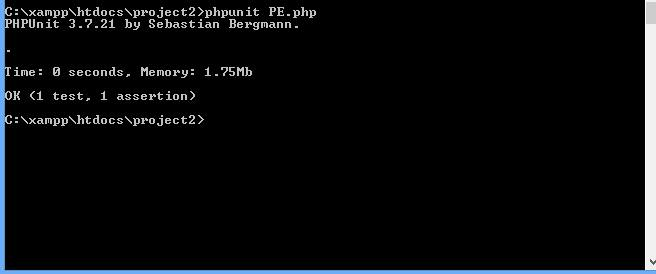 C:\xampp\htdocs\project2>phpunit PE.php
PHPUnit 3.7.21 by Sebastian Bergmann.
.
Time: 0 seconds, Memory: 1.75Mb
OK (1 test, 1 assertion)
C:\xampp\htdocs\project2>